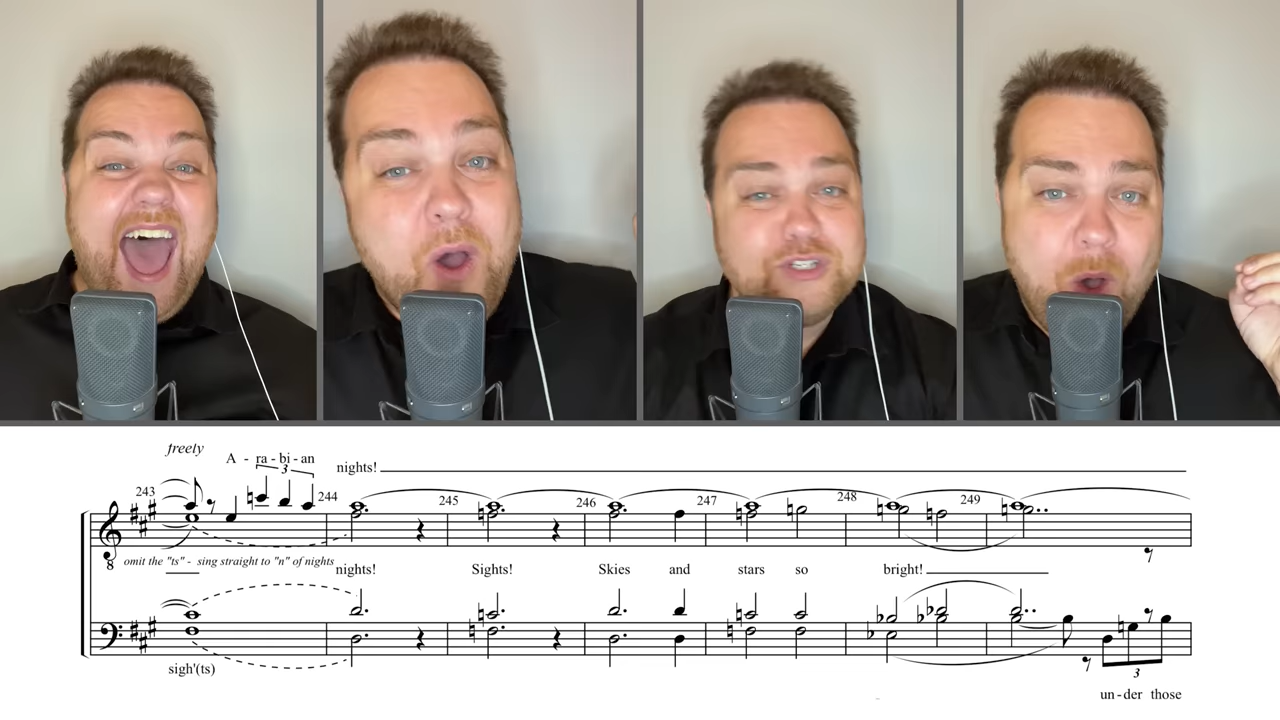 freely
A - ra - bi - an
3
nights!
243 244 245 246 247 248 249
8
omit the "ts" - sing straight to "n" of nights
nights! Sights! Skies and stars so bright!
sigh'(ts)
3
un - der those